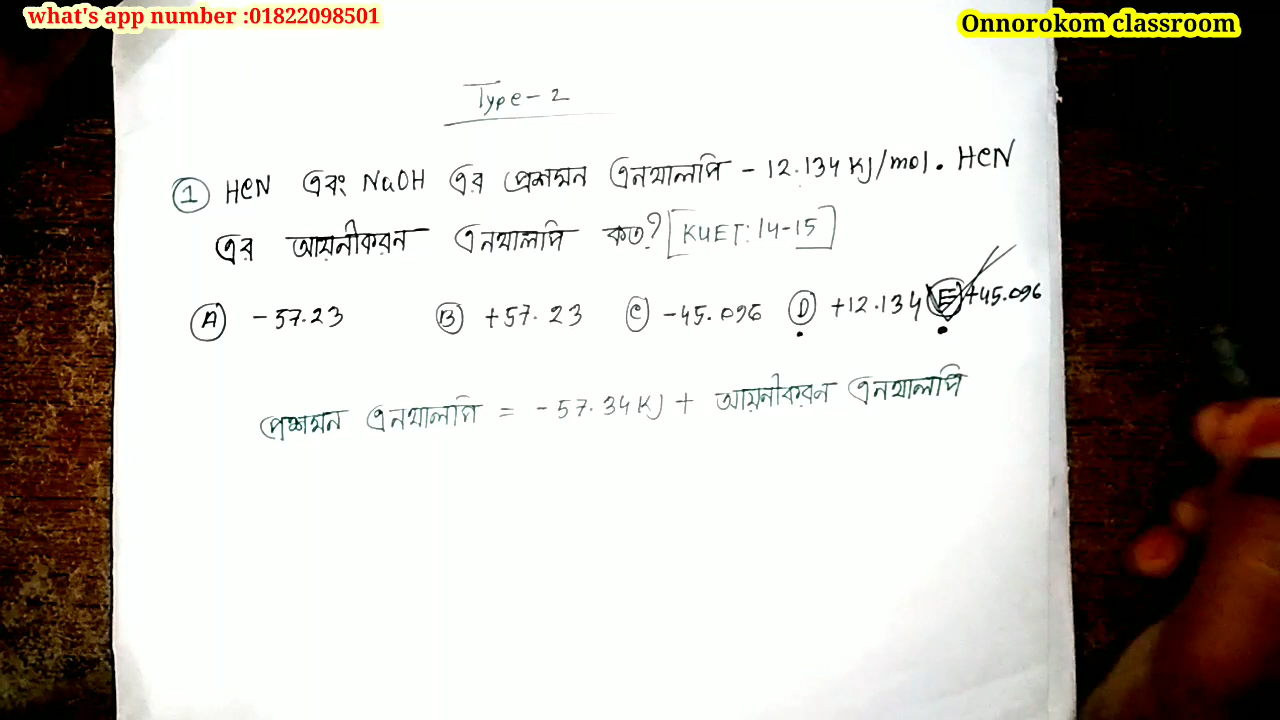 what's app number :01822098501
Onnorokom classroom
Type - 2
1 HCN এবং NaOH এর প্রশমন এনথালপি - 12.134 KJ/mol. HCN
এর আয়নীকরন এনথালপি কত? [KUET: 14-15]
A - 57.23 B + 57.23 C - 45.096 D + 12.134 E +45.096
প্রশমন এনথালপি = - 57.34 KJ + আয়নীকরন এনথালপি